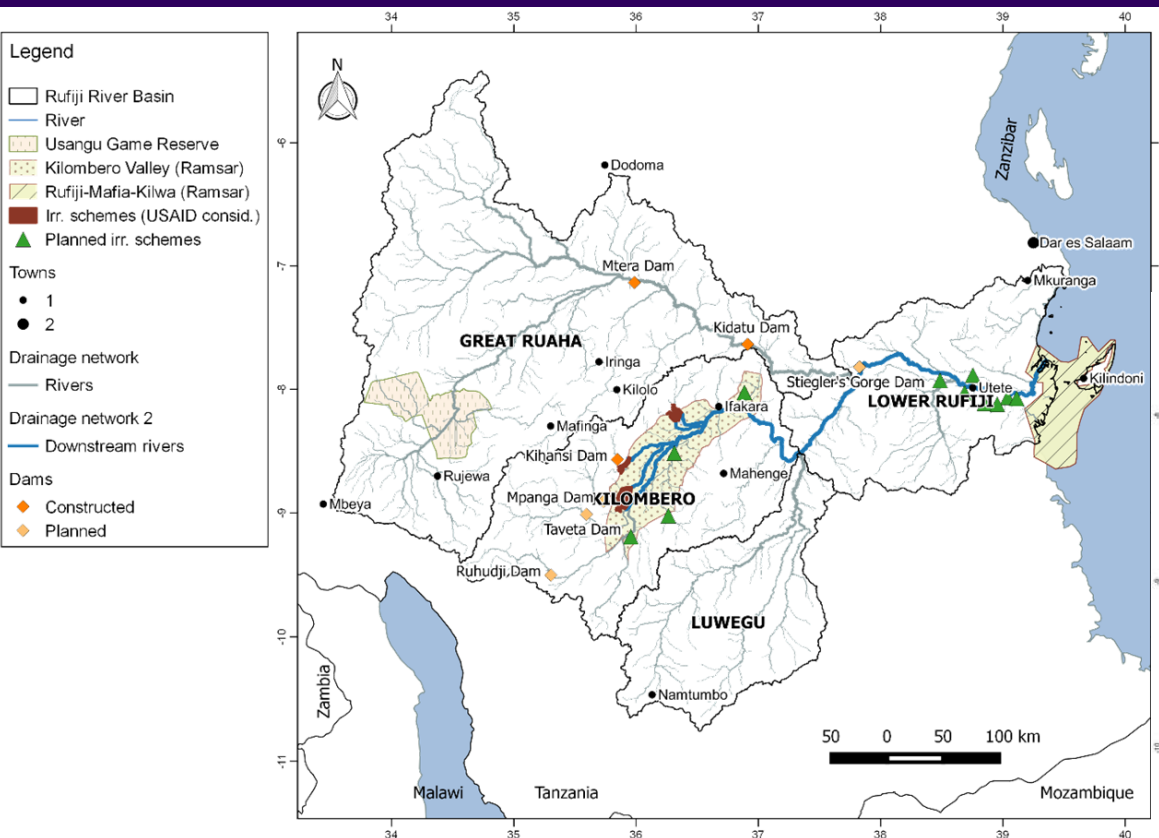 Legend
Rufiji River Basin
River
Usangu Game Reserve
Kilombero Valley (Ramsar)
Rufiji-Mafia-Kilwa (Ramsar)
Irr. schemes (USAID consid.)
Planned irr. schemes
Towns
1
2
Drainage network
Rivers
Drainage network 2
Downstream rivers
Dams
Constructed
Planned
34 35 36 37 38 39 40
N
-6
Dodoma
Zanzibar
Dar es Salaam
-7
Mtera Dam
Mkuranga
Kidatu Dam
GREAT RUAHA
Iringa
Stiegler's Gorge Dam
Kilindoni
-8
Kilolo
Utete
LOWER RUFIJI
Ifakara
Mafinga
Kihansi Dam
Rujewa
Mahenge
Mbeya
Mpanga Dam
KILOMBERO
-9
Taveta Dam
Ruhudji Dam
LUWEGU
-10
Zambia
Namtumbo
50 0 50 100 km
-11
Malawi
Tanzania
Mozambique
34 35 36 37 38 39 40